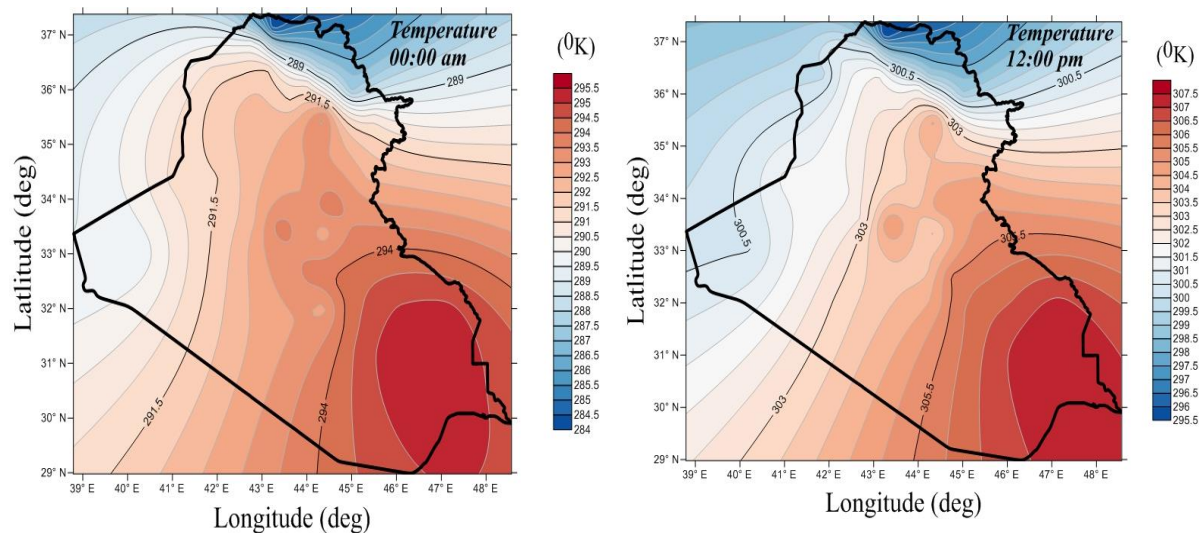 Temperature
00:00 am
(⁰K)
37° N
36° N
35° N
34° N
33° N
32° N
31° N
30° N
29° N
Latlitude (deg)
289
289
291.5
291.5
291.5
294
294
295.5
295.5
294.5
294
293.5
293
292.5
292
291.5
291
290.5
290
289.5
289
288.5
288
287.5
287
286.5
286
285.5
285
284.5
284
39° E 40° E 41° E 42° E 43° E 44° E 45° E 46° E 47° E 48° E
Longitude (deg)
Temperature
12:00 pm
(⁰K)
37° N
36° N
35° N
34° N
33° N
32° N
31° N
30° N
29° N
Latlitude (deg)
300.5
300.5
303
300.5
303
305.5
303
305.5
307.5
307.5
306.5
306
305.5
305
304.5
304
303.5
303
302.5
302
301.5
301
300.5
300
299.5
299
298.5
298
297.5
297
296.5
296
295.5
39° E 40° E 41° E 42° E 43° E 44° E 45° E 46° E 47° E 48° E
Longitude (deg)